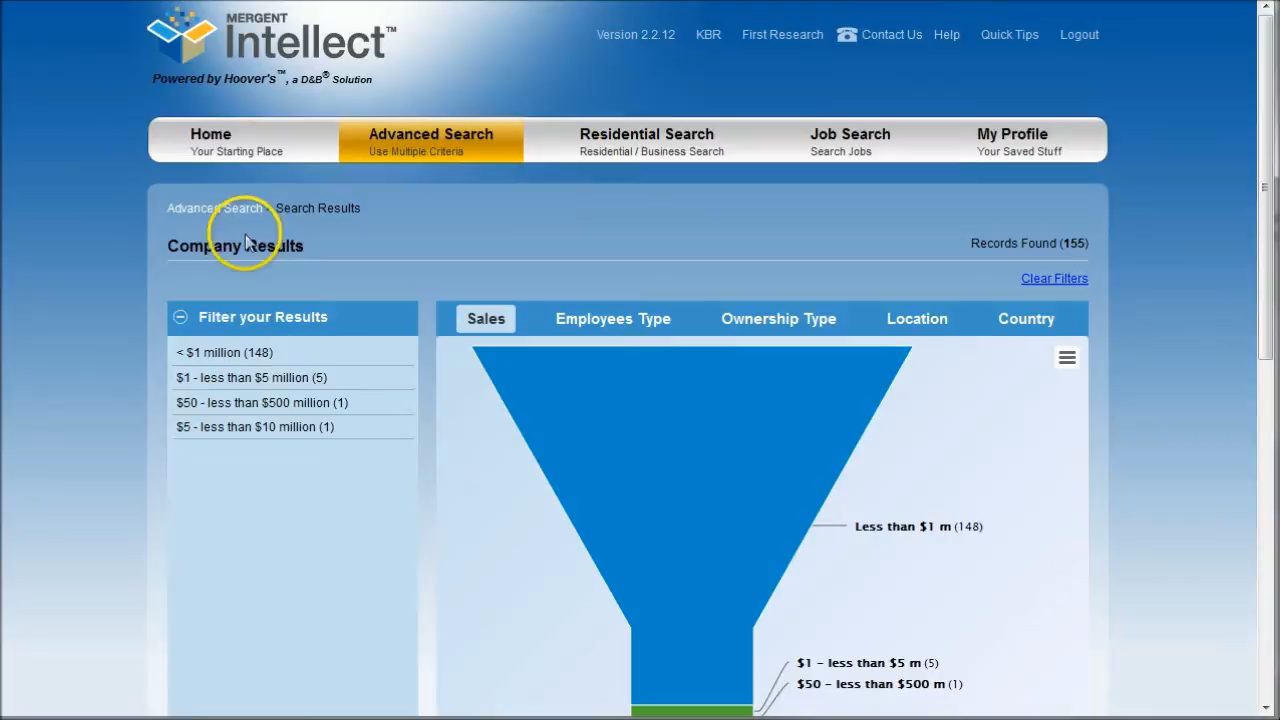 MERGENT
Intellect™
Powered by Hoover's™, a D&B® Solution
Version 2.2.12 KBR First Research Contact Us Help Quick Tips Logout
Home Advanced Search Residential Search Job Search My Profile
Your Starting Place Use Multiple Criteria Residential / Business Search Search Jobs Your Saved Stuff
Advanced Search Search Results
Company Results Records Found (155)
Clear Filters
Filter your Results Sales Employees Type Ownership Type Location Country
< $1 million (148)
$1 - less than $5 million (5)
$50 - less than $500 million (1)
$5 - less than $10 million (1)
Less than $1 m (148)
$1 - less than $5 m (5)
$50 - less than $500 m (1)